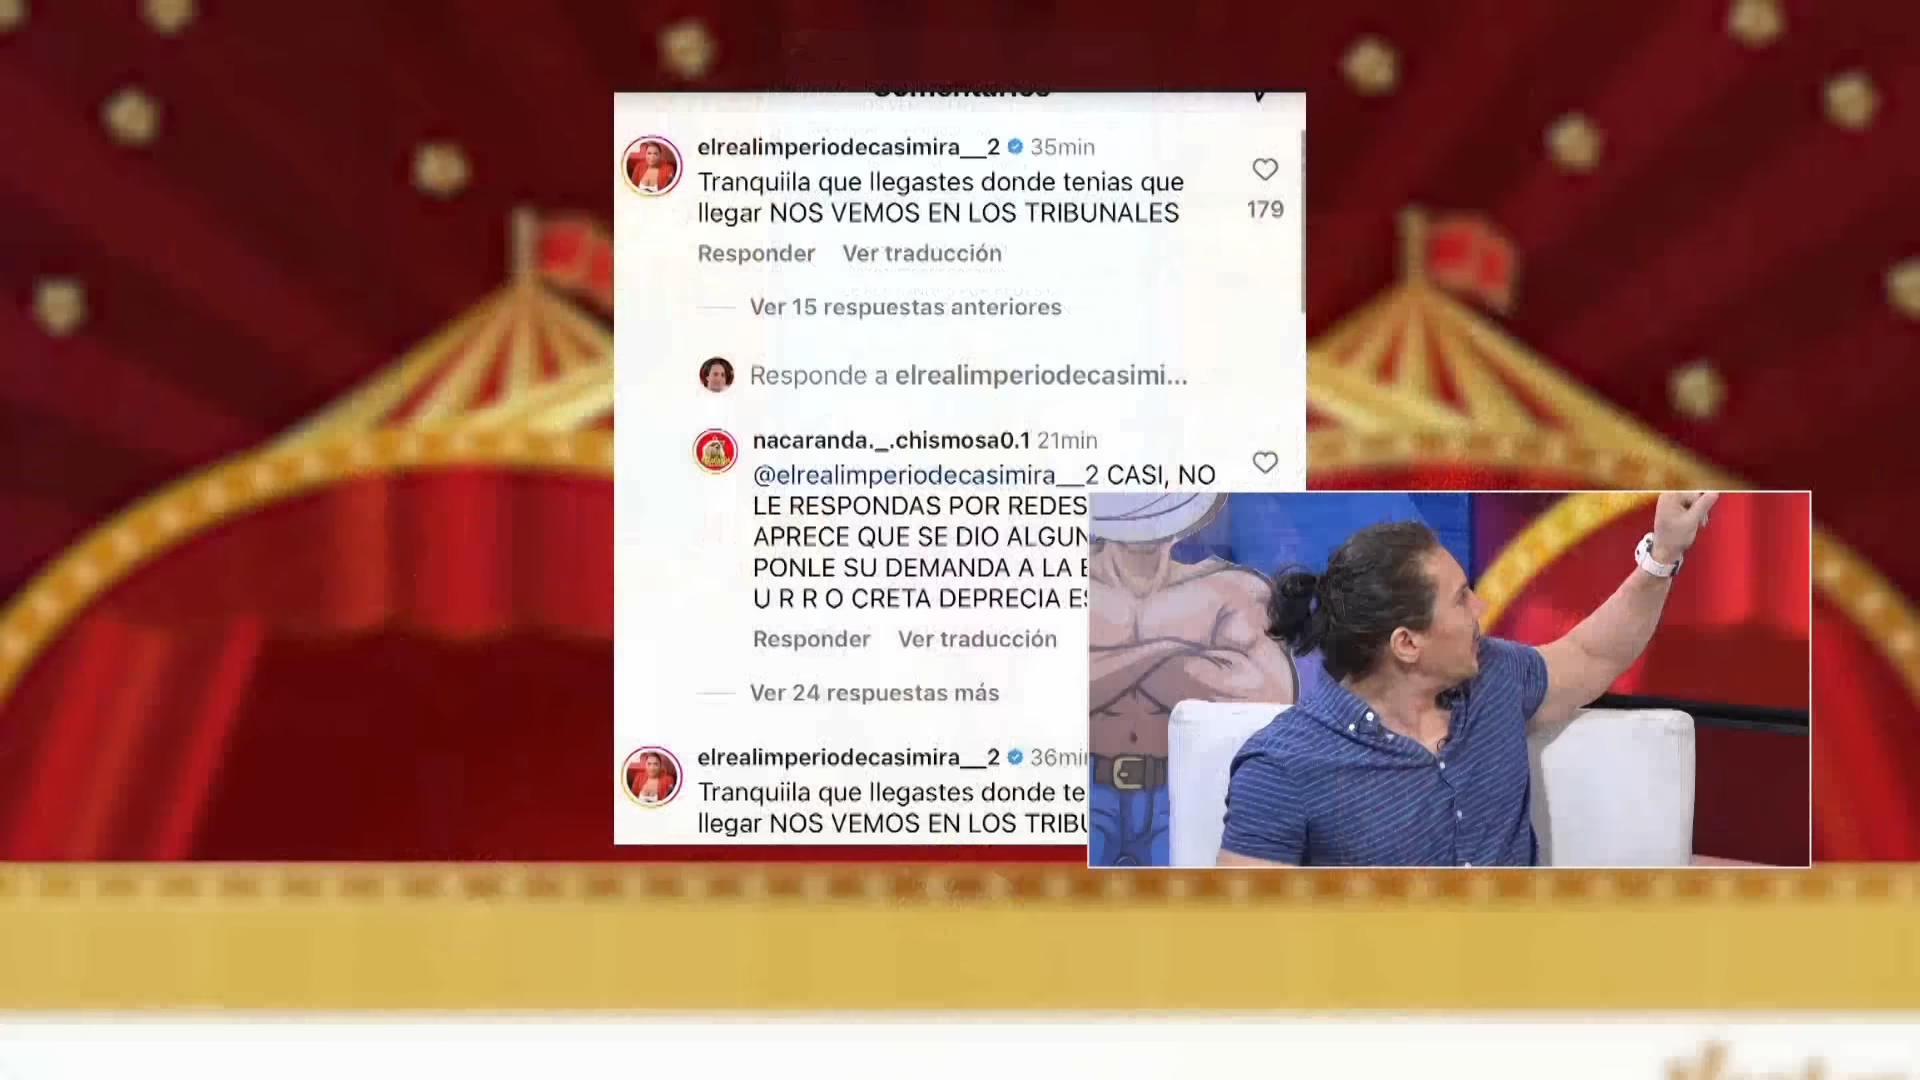 Comentarios
elrealimperiodecasimira__2 35min
Tranquiila que llegastes donde tenias que
llegar NOS VEMOS EN LOS TRIBUNALES
179
Responder Ver traducción
Ver 15 respuestas anteriores
Responde a elrealimperiodecasimi...
nacaranda._.chismosa0.1 21min
@elrealimperiodecasimira__2 CASI, NO
LE RESPONDAS POR REDES
APRECE QUE SE DIO ALGUN
PONLE SU DEMANDA A LA
U R R O CRETA DEPRECIA
Responder Ver traducción
Ver 24 respuestas más
elrealimperiodecasimira__2 36min
Tranquiila que llegastes donde te
llegar NOS VEMOS EN LOS TRIBU